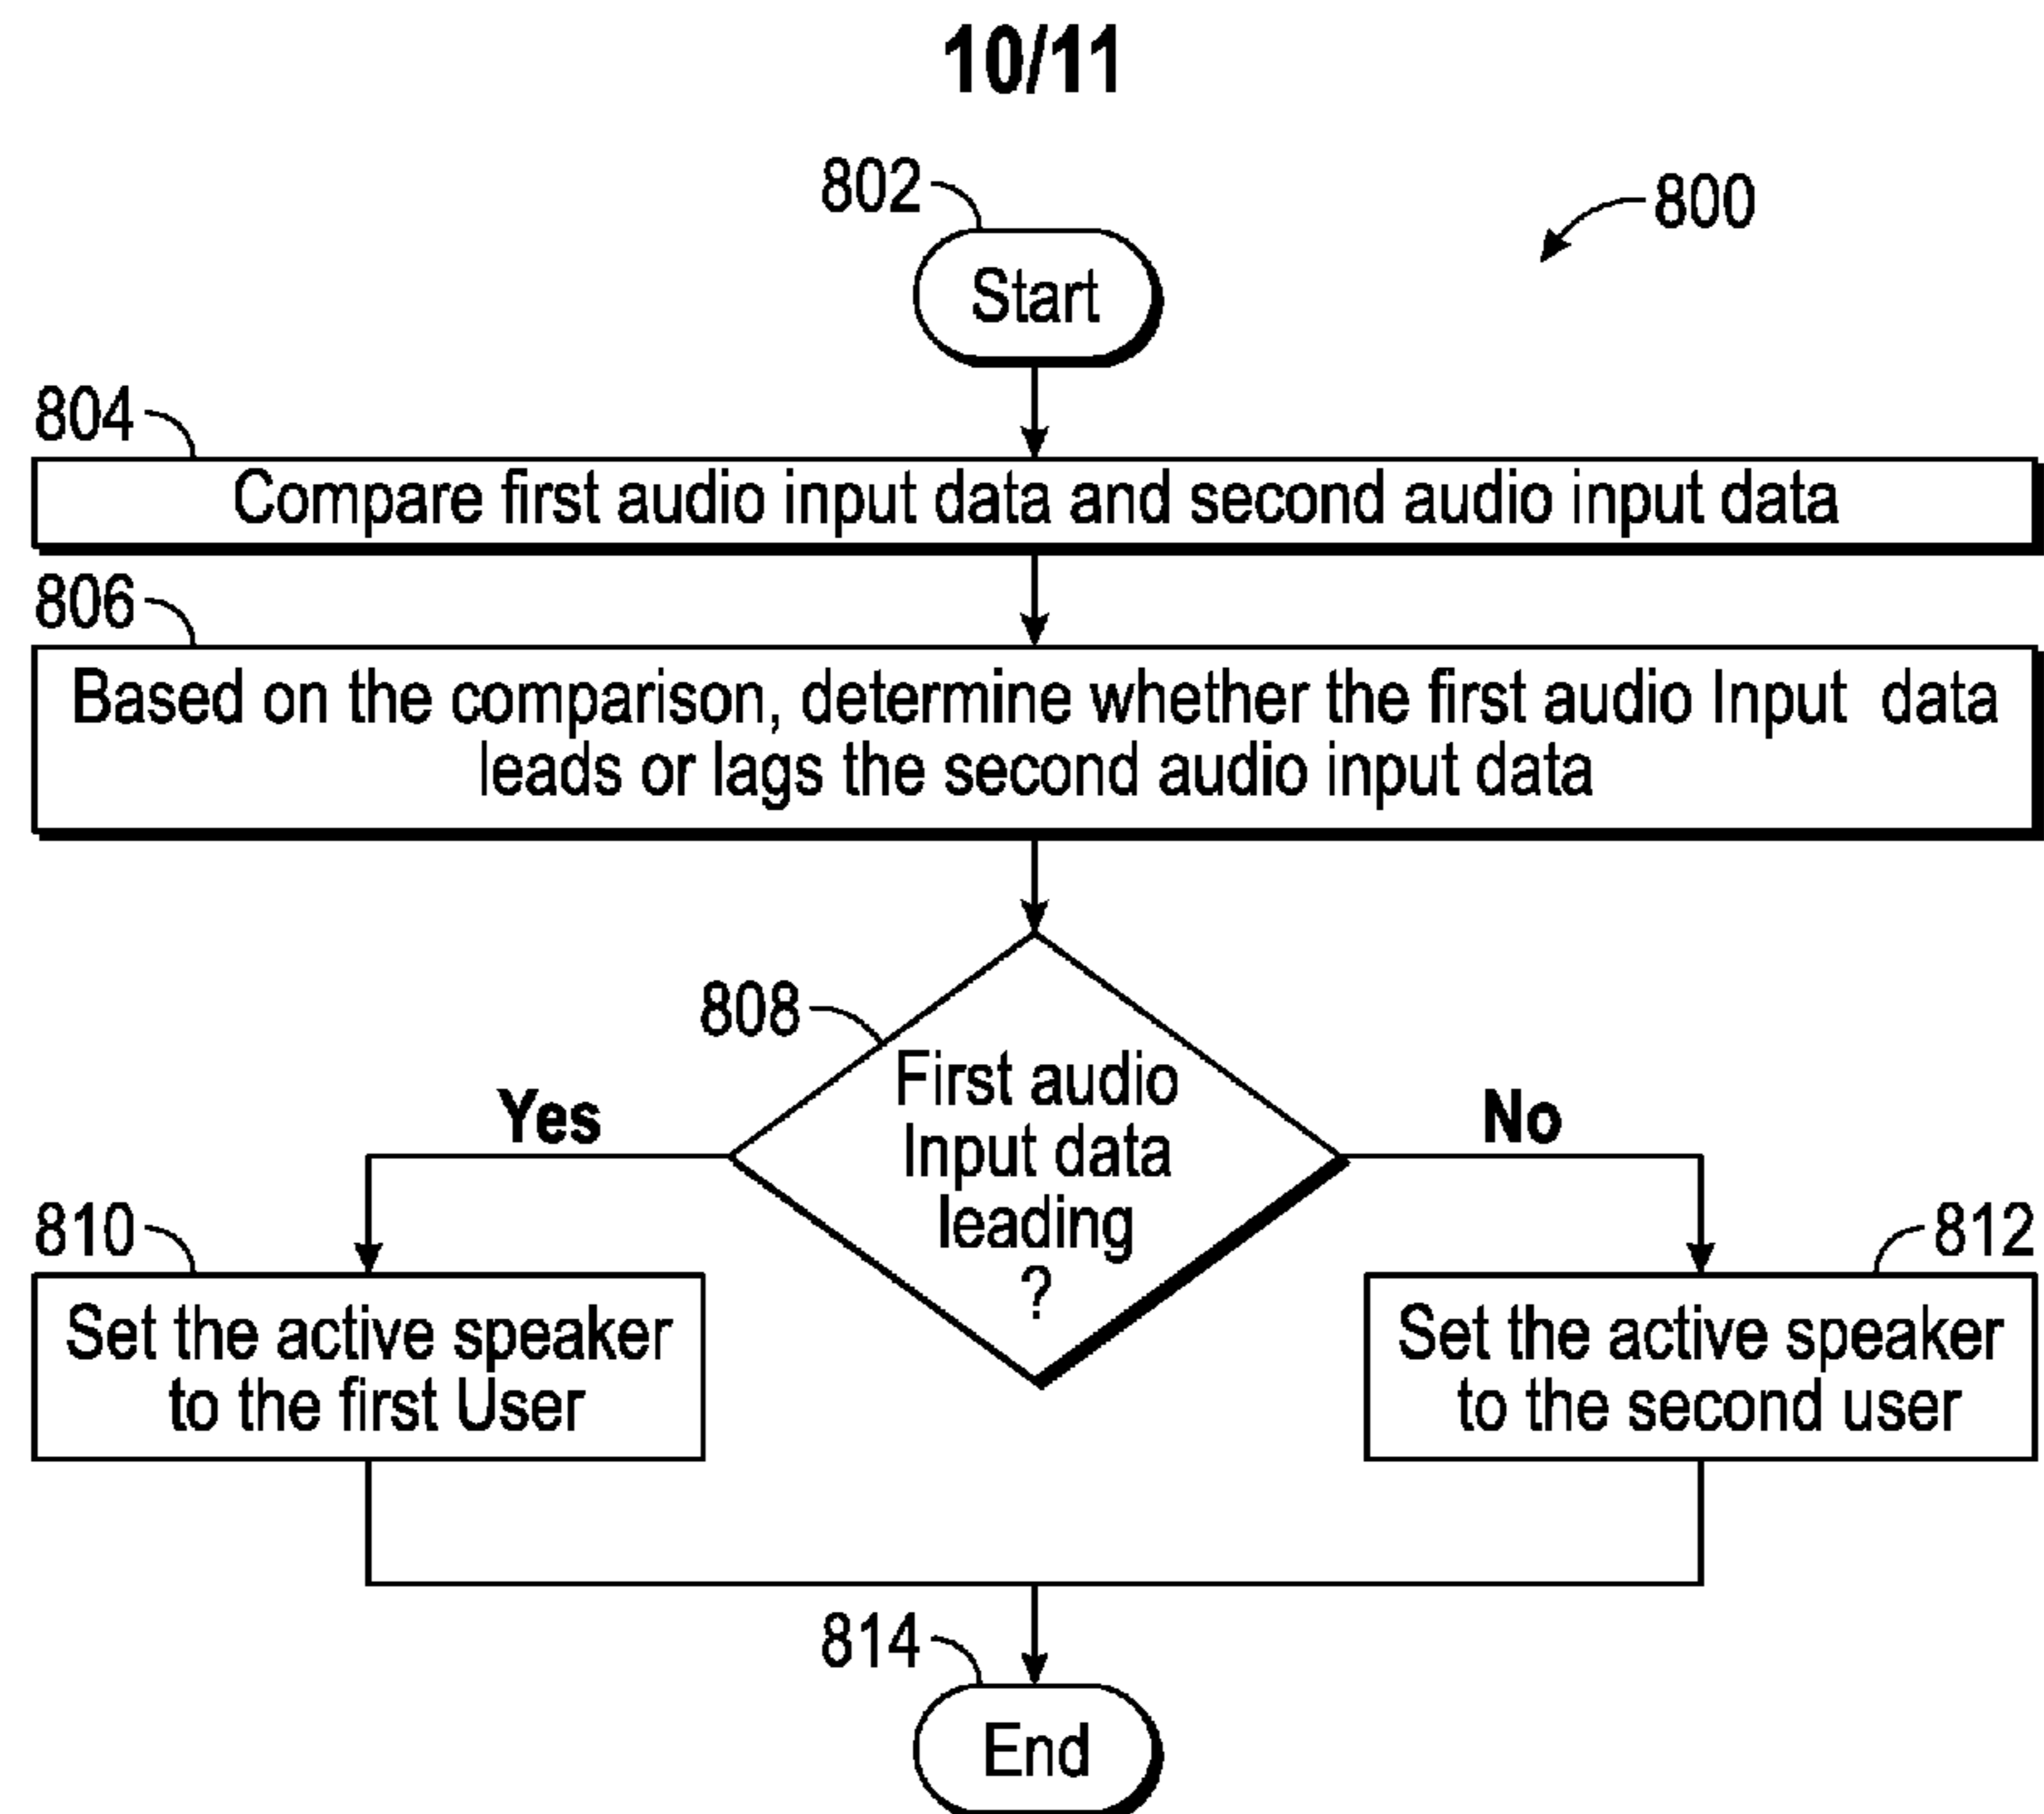 10/11
802
800
Start
804
Compare first audio input data and second audio input data
806
Based on the comparison, determine whether the first audio Input data
leads or lags the second audio input data
808
First audio
Input data
leading
?
Yes
No
810
812
Set the active speaker
to the first User
Set the active speaker
to the second user
814
End